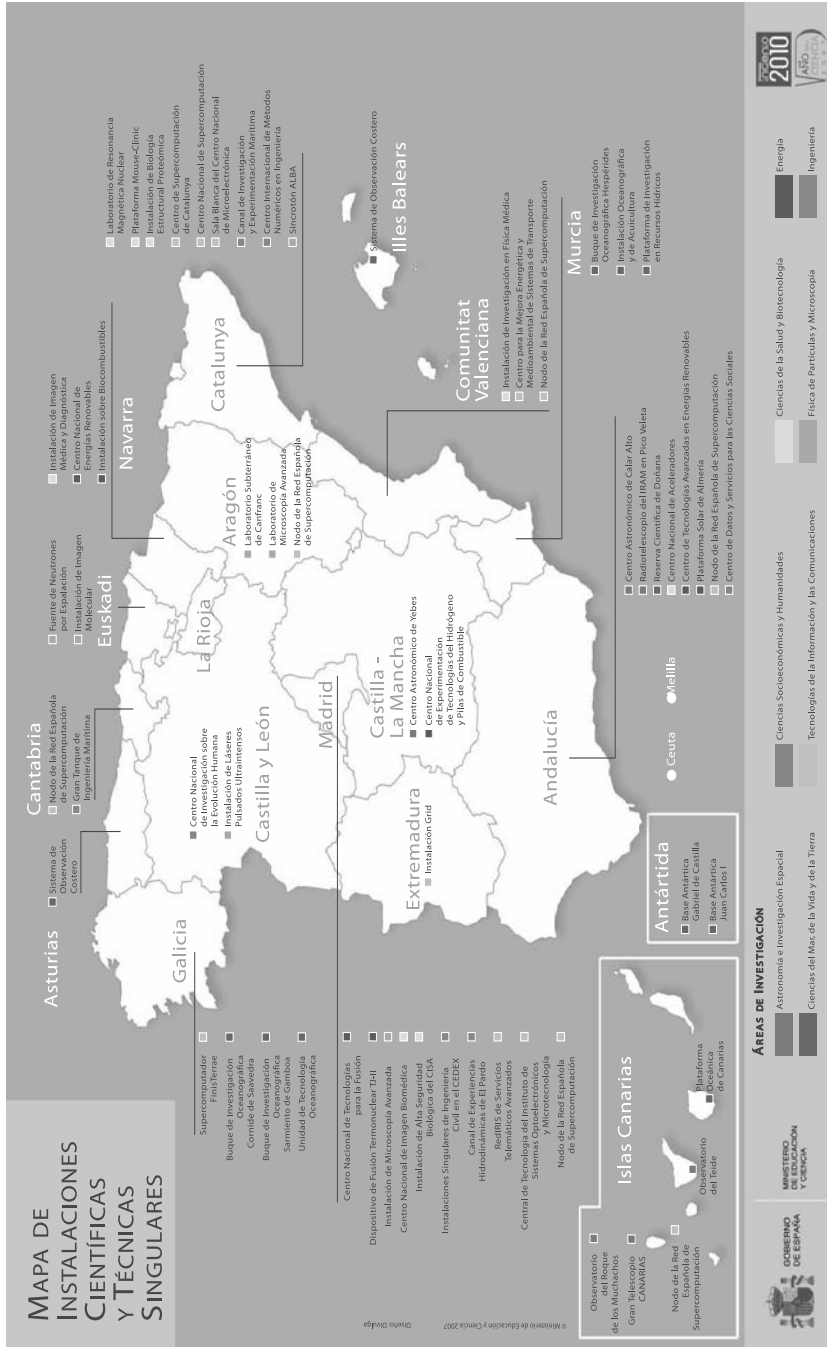 MAPA DE
INSTALACIONES
CIENTÍFICAS
Y TÉCNICAS
SINGULARES
Asturias
Sistema de
Observación
Costero
Cantabria
Nodo de la Red Española
de Supercomputación
Gran Tanque de
Ingeniería Marítima
Euskadi
Fuente de Neutrones
por Espalación
Instalación de Imagen
Molecular
Navarra
Instalación de Imagen
Médica y Diagnóstica
Centro Nacional de
Energías Renovables
Instalación sobre Biocombustibles
Laboratorio de Resonancia
Magnética Nuclear
Plataforma Mouse-Clinic
Instalación de Biología
Estructural Proteómica
Centro de Supercomputación
de Catalunya
Centro Nacional de Supercomputación
Sala Blanca del Centro Nacional
de Microelectrónica
Canal de Investigación
y Experimentación Marítima
Centro Internacional de Métodos
Numéricos en Ingeniería
Sincrotón ALBA
Galicia
Supercomputador
FinisTerrae
Buque de Investigación
Oceanográfica
Cornide de Saavedra
Buque de Investigación
Oceanográfica
Sarmiento de Gamboa
Unidad de Tecnología
Oceanográfica
Castilla y León
Centro Nacional
de Investigación sobre
la Evolución Humana
Instalación de Láseres
Pulsados Ultraintensos
La Rioja
Aragón
Laboratorio Subterráneo
de Canfranc
Laboratorio de
Microscopía Avanzada
Nodo de la Red Española
de Supercomputación
Catalunya
Illes Balears
Sistema de Observación Costero
Madrid
Centro Nacional de Tecnologías
para la Fusión
Dispositivo de Fusión Termonuclear TJ-II
Instalación de Microscopía Avanzada
Centro Nacional de Imagen Biomédica
Instalación de Alta Seguridad
Biológica del CISA
Instalaciones Singulares de Ingeniería
Civil en el CEDEX
Canal de Experiencias
Hidrodinámicas de El Pardo
RedIRIS de Servicios
Telemáticos Avanzados
Central de Tecnología del Instituto de
Sistemas Optoelectrónicos
y Microtecnología
Nodo de la Red Española
de Supercomputación
Extremadura
Instalación Grid
Castilla -
La Mancha
Centro Astronómico de Yebes
Centro Nacional
de Experimentación
de Tecnologías del Hidrógeno
y Pilas de Combustible
Comunitat
Valenciana
Instalación de Investigación en Física Médica
Centro para la Mejora Energética y
Medioambiental de Sistemas de Transporte
Nodo de la Red Española de Supercomputación
Murcia
Buque de Investigación
Oceanográfica Hespérides
Instalación Oceanográfica
y de Acuicultura
Plataforma de Investigación
en Recursos Hídricos
Andalucía
Centro Astronómico de Calar Alto
Radiotelescopio del IRAM en Pico Veleta
Reserva Científica de Doñana
Centro Nacional de Aceleradores
Centro de Tecnologías Avanzadas en Energías Renovables
Plataforma Solar de Almería
Nodo de la Red Española de Supercomputación
Centro de Datos y Servicios para las Ciencias Sociales
Ceuta
Melilla
Islas Canarias
Observatorio
del Roque
de los Muchachos
Gran Telescopio
CANARIAS
Nodo de la Red
Española de
Supercomputación
Observatorio
del Teide
Plataforma
Oceánica
de Canarias
Antártida
Base Antártica
Gabriel de Castilla
Base Antártica
Juan Carlos I
© Ministerio de Educación y Ciencia 2007
Diseño: Divulga
GOBIERNO
DE ESPAÑA
MINISTERIO
DE EDUCACIÓN
Y CIENCIA
ÁREAS DE INVESTIGACIÓN
Astronomía e Investigación Espacial
Ciencias del Mar, de la Vida y de la Tierra
Ciencias Socioeconómicas y Humanidades
Tecnologías de la Información y las Comunicaciones
Ciencias de la Salud y Biotecnología
Física de Partículas y Microscopía
Energía
Ingeniería
ingenio
2010
AÑO
CIENCIA
2007